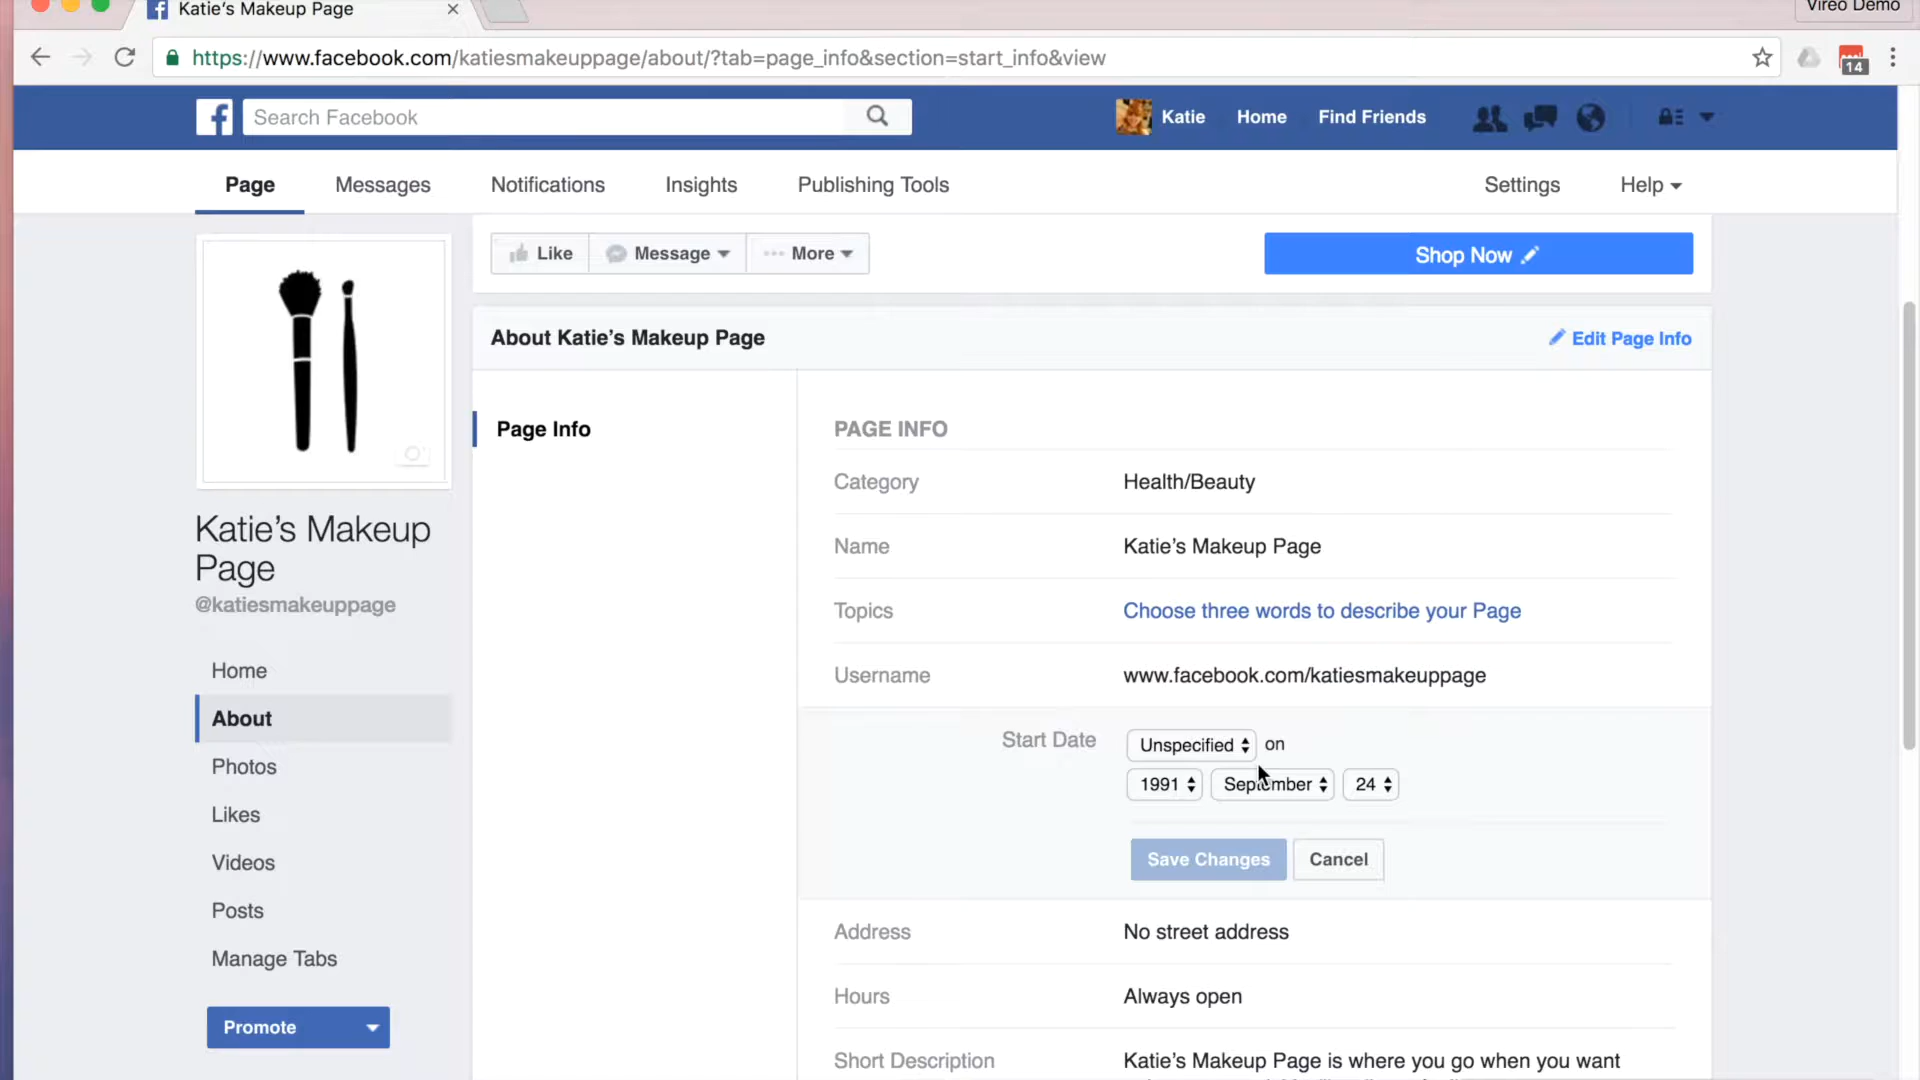 Katie's Makeup Page
Vireo Demo
https://www.facebook.com/katiesmakeuppage/about/?tab=page_info&section=start_info&view
14
Search Facebook
Katie
Home
Find Friends
Page
Messages
Notifications
Insights
Publishing Tools
Settings
Help
Like
Message
More
Shop Now
About Katie's Makeup Page
Edit Page Info
Katie's Makeup
Page
@katiesmakeuppage
Home
About
Photos
Likes
Videos
Posts
Manage Tabs
Promote
Page Info
PAGE INFO
Category Health/Beauty
Name Katie's Makeup Page
Topics Choose three words to describe your Page
Username www.facebook.com/katiesmakeuppage
Start Date Unspecified on
1991 September 24
Save Changes Cancel
Address No street address
Hours Always open
Short Description Katie's Makeup Page is where you go when you want